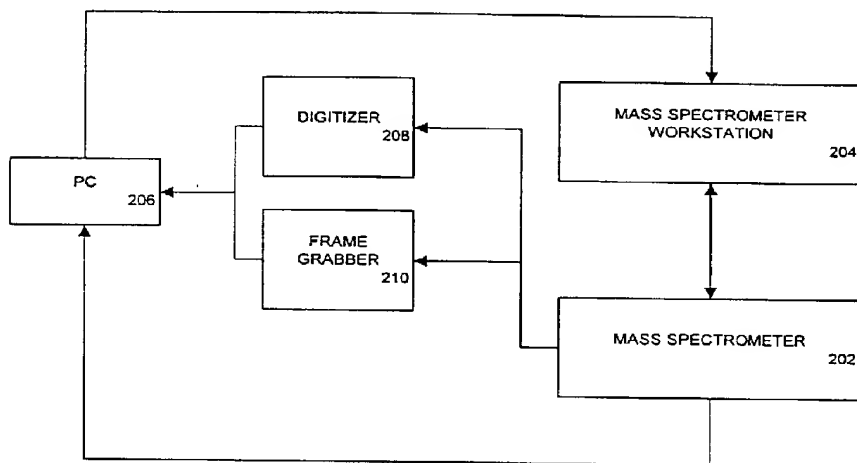 DIGITIZER
208
MASS SPECTROMETER
WORKSTATION
204
PC
206
FRAME
GRABBER
210
MASS SPECTROMETER
202